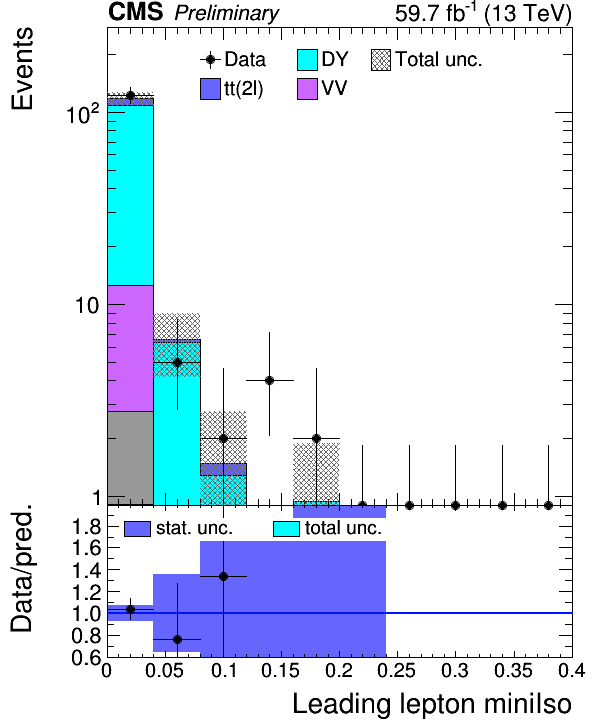 CMS Preliminary 59.7 fb⁻¹ (13 TeV)
Events
Data DY Total unc.
tt(2l) VV
10²
10
1
Data/pred.
stat. unc. total unc.
1.8
1.6
1.4
1.2
1.0
0.8
0.6
0 0.05 0.1 0.15 0.2 0.25 0.3 0.35 0.4
Leading lepton miniIso